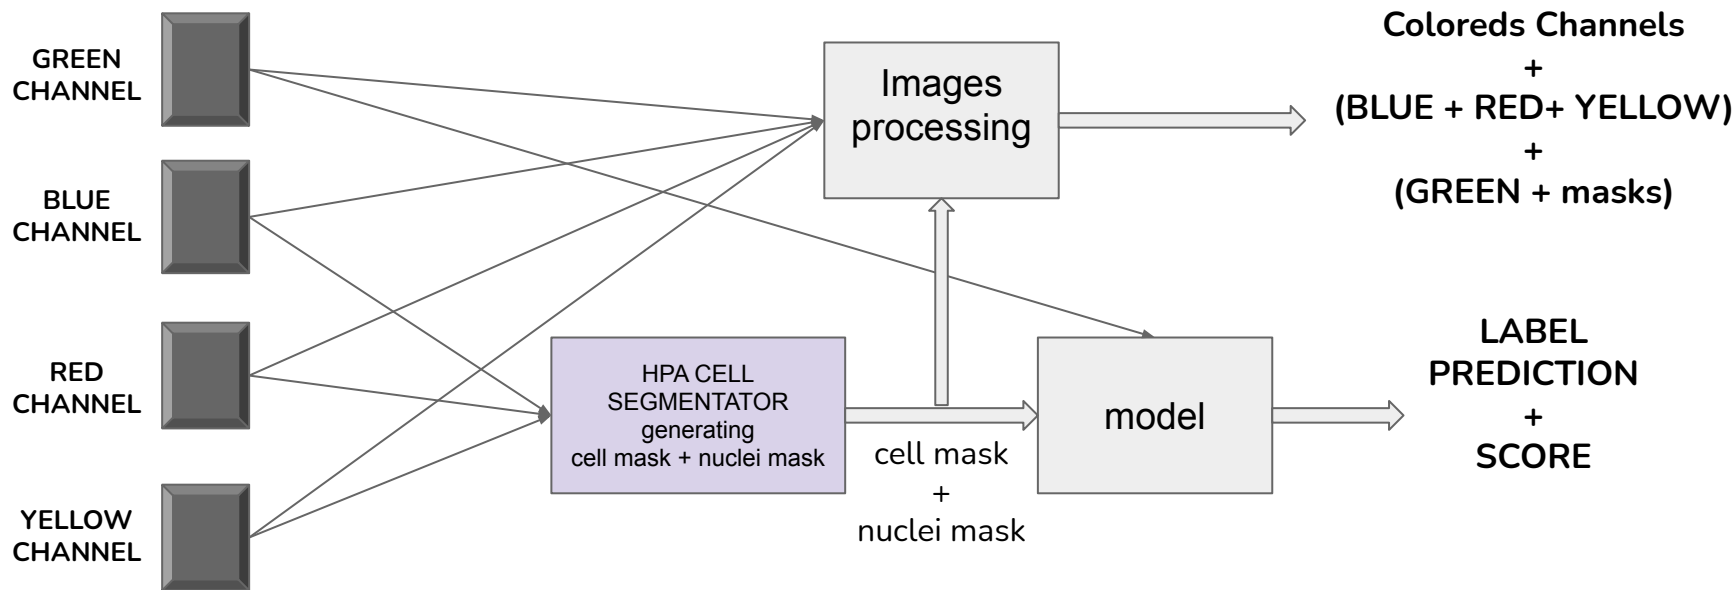 GREEN
CHANNEL
BLUE
CHANNEL
RED
CHANNEL
YELLOW
CHANNEL
Images
processing
Coloreds Channels
+
(BLUE + RED+ YELLOW)
+
(GREEN + masks)
HPA CELL
SEGMENTATOR
generating
cell mask + nuclei mask
cell mask
+
nuclei mask
model
LABEL
PREDICTION
+
SCORE